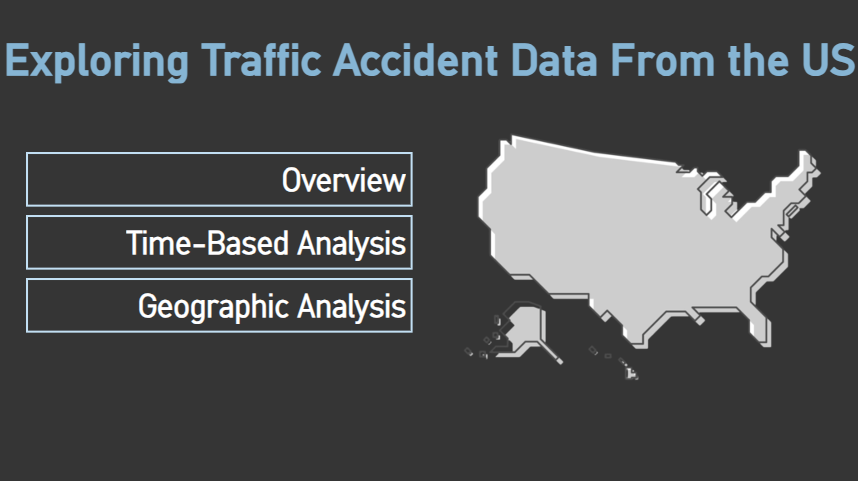 Exploring Traffic Accident Data From the US
Overview
Time-Based Analysis
Geographic Analysis